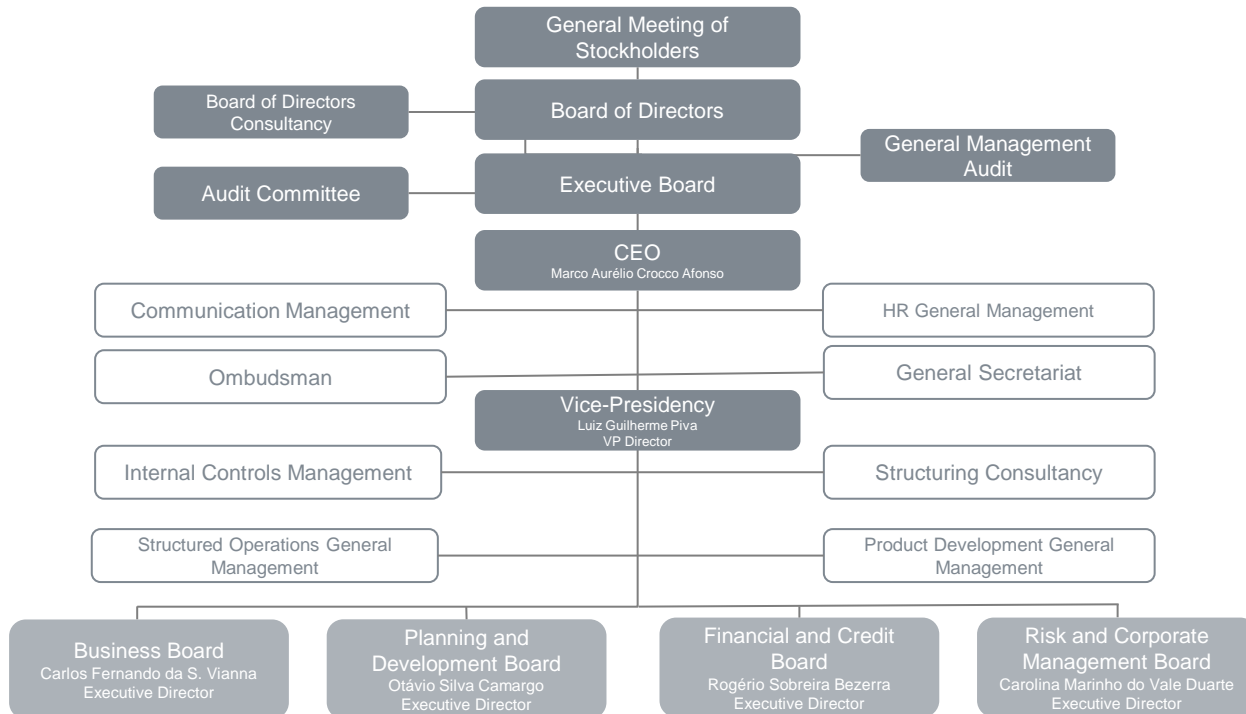 General Meeting of
Stockholders
Board of Directors
Consultancy
Board of Directors
General Management
Audit
Audit Committee
Executive Board
CEO
Marco Aurélio Crocco Afonso
Communication Management
HR General Management
Ombudsman
General Secretariat
Vice-Presidency
Luiz Guilherme Piva
VP Director
Internal Controls Management
Structuring Consultancy
Structured Operations General
Management
Product Development General
Management
Business Board
Carlos Fernando da S. Vianna
Executive Director
Planning and
Development Board
Otávio Silva Camargo
Executive Director
Financial and Credit
Board
Rogério Sobreira Bezerra
Executive Director
Risk and Corporate
Management Board
Carolina Marinho do Vale Duarte
Executive Director